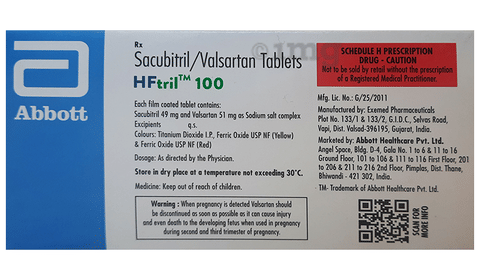 Rx
Sacubitril/Valsartan Tablets
HFtril™ 100
Each film coated tablet contains:
Sacubitril 49 mg and Valsartan 51 mg as Sodium salt complex
Excipients q.s.
Colours: Titanium Dioxide I.P., Ferric Oxide USP NF (Yellow)
& Ferric Oxide USP NF (Red)
Dosage: As directed by the Physician.
Store in dry place at a temperature not exceeding 30°C.
Medicine: Keep out of reach of children.
Warning : When pregnancy is detected Valsartan should
be discontinued as soon as possible as it can cause injury
and even death to the developing fetus when used in pregnancy
during second and third trimester of pregnancy.
Abbott
SCHEDULE H PRESCRIPTION
DRUG - CAUTION
Not to be sold by retail without the prescription
of a Registered Medical Practitioner.
Mfg. Lic. No.: G/25/2011
Manufactured by: Exemed Pharmaceuticals
Plot No. 133/1 & 133/2, G.I.D.C., Selvas Road,
Vapi, Dist. Valsad-396195, Gujarat, India.
Marketed by: Abbott Healthcare Pvt. Ltd.
Angel Space, Bldg. D-4, Gala No. 1 to 6 & 11 to 16
Ground Floor, 101 to 106 & 111 to 116 First Floor, 201
to 206 & 211 to 216 2nd Floor, Pimplas, Dist. Thane,
Bhiwandi - 421 302, India.
TM- Trademark of Abbott Healthcare Pvt. Ltd.
SCAN FOR
MORE INFO